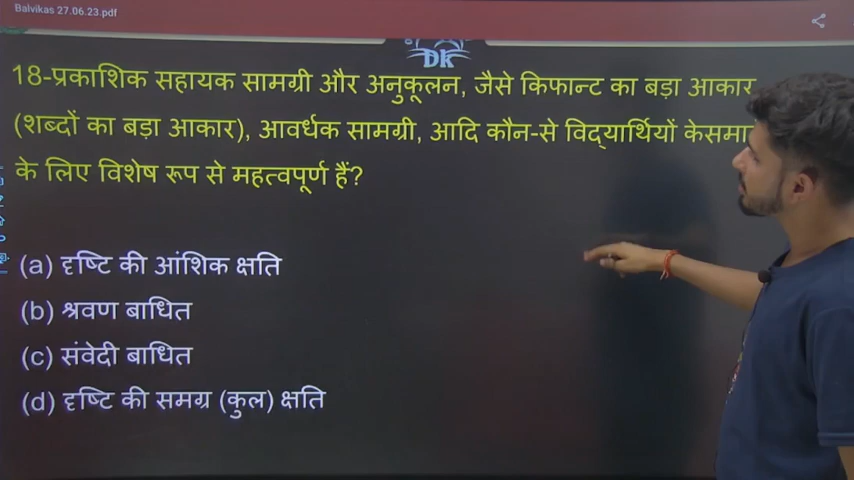 Balvikas 27.06.23.pdf
DK
18-प्रकाशिक सहायक सामग्री और अनुकूलन, जैसे किफान्ट का बड़ा आकार
(शब्दों का बड़ा आकार), आवर्धक सामग्री, आदि कौन-से विद्यार्थियों केसमा
के लिए विशेष रूप से महत्वपूर्ण हैं?
(a) दृष्टि की आंशिक क्षति
(b) श्रवण बाधित
(c) संवेदी बाधित
(d) दृष्टि की समग्र (कुल) क्षति